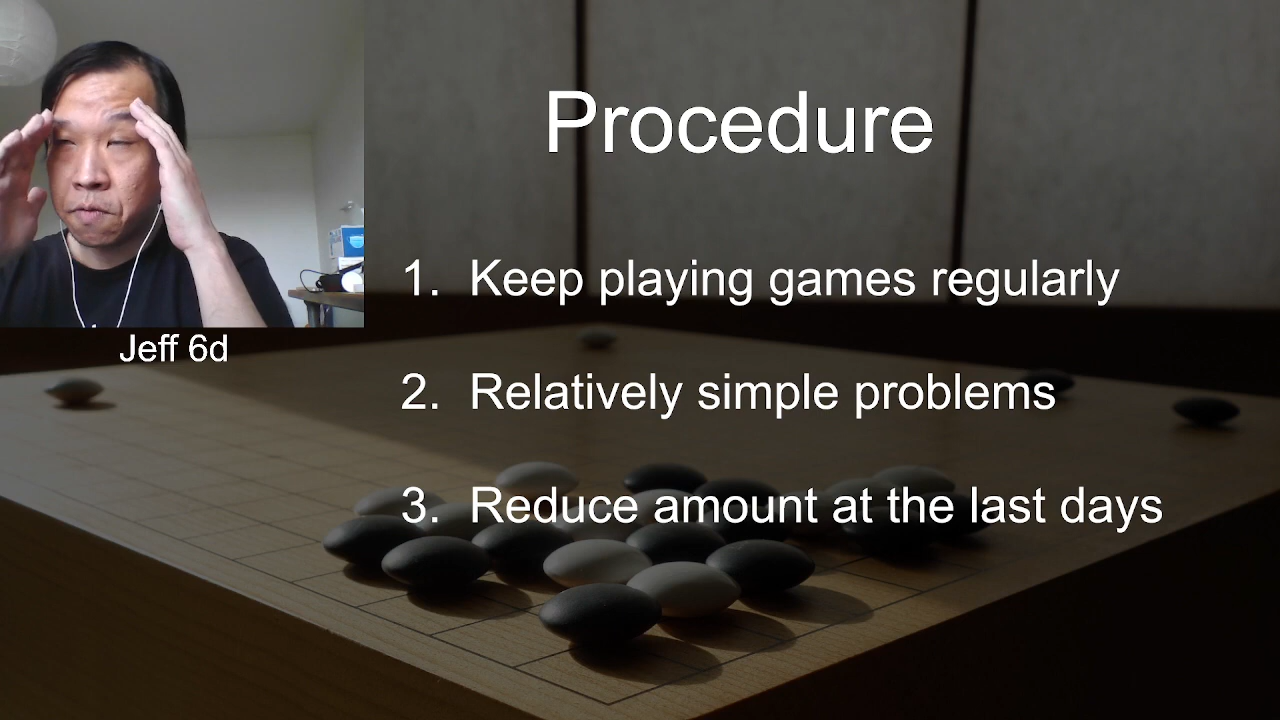 Procedure
1. Keep playing games regularly
Jeff 6d
2. Relatively simple problems
3. Reduce amount at the last days